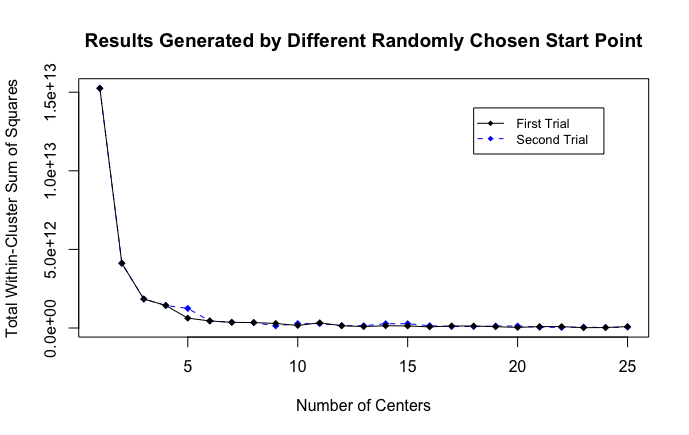 Results Generated by Different Randomly Chosen Start Point
Total Within-Cluster Sum of Squares
1.5e+13
1.0e+13
5.0e+12
0.0e+00
First Trial
Second Trial
5 10 15 20 25
Number of Centers